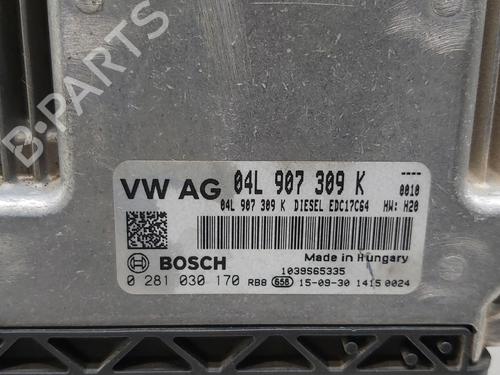 B-PARTS
VW AG 04L 907 309 K 0010
04L 907 309 K DIESEL EDC17C64 HW: H20
Made in Hungary
BOSCH 1039S65335
0 281 030 170 RB8 656 15-09-30 1415 0024